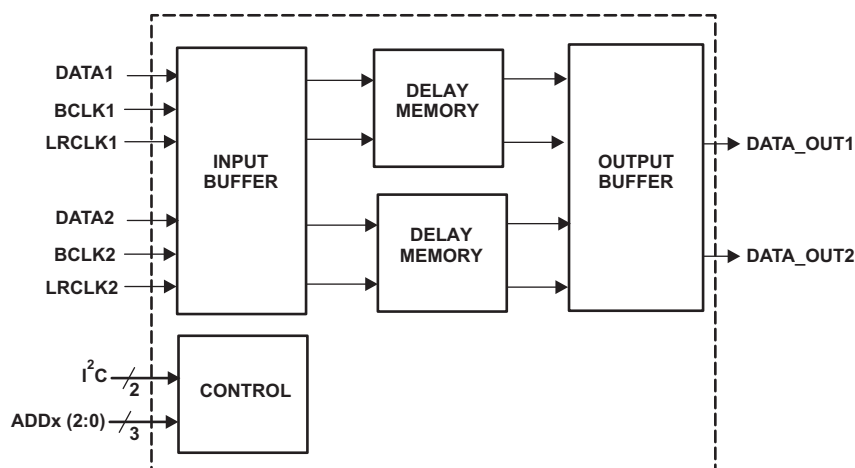 DATA1
BCLK1
LRCLK1
DATA2
BCLK2
LRCLK2
INPUT
BUFFER
DELAY
MEMORY
DELAY
MEMORY
OUTPUT
BUFFER
DATA_OUT1
DATA_OUT2
I²C
2
ADDx (2:0)
3
CONTROL